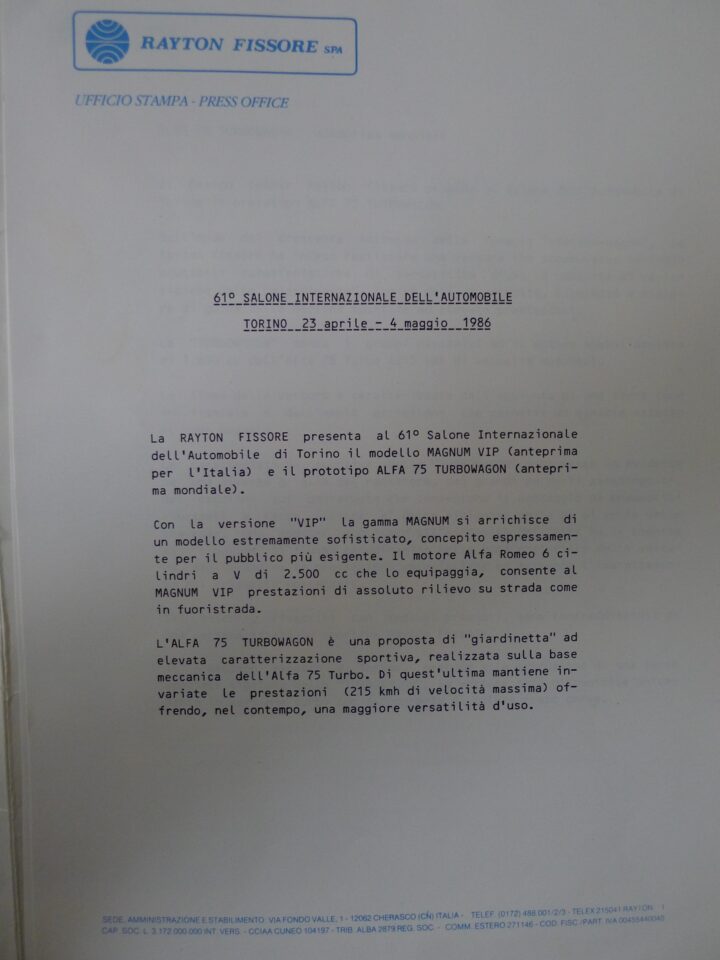 RAYTON FISSORE SPA
UFFICIO STAMPA - PRESS OFFICE
61° SALONE INTERNAZIONALE DELL'AUTOMOBILE
TORINO 23 aprile - 4 maggio 1986
La RAYTON FISSORE presenta al 61° Salone Internazionale
dell'Automobile di Torino il modello MAGNUM VIP (anteprima
per l'Italia) e il prototipo ALFA 75 TURBOWAGON (antepri-
ma mondiale).
Con la versione "VIP" la gamma MAGNUM si arrichisce di
un modello estremamente sofisticato, concepito espressamen-
te per il pubblico più esigente. Il motore Alfa Romeo 6 ci-
lindri a V di 2.500 cc che lo equipaggia, consente al
MAGNUM VIP prestazioni di assoluto rilievo su strada come
in fuoristrada.
L'ALFA 75 TURBOWAGON è una proposta di "giardinetta" ad
elevata caratterizzazione sportiva, realizzata sulla base
meccanica dell'Alfa 75 Turbo. Di quest'ultima mantiene in-
variate le prestazioni (215 kmh di velocità massima) of-
frendo, nel contempo, una maggiore versatilità d'uso.
SEDE, AMMINISTRAZIONE E STABILIMENTO: VIA FONDO VALLE, 1 - 12062 CHERASCO (CN) ITALIA - TELEF. (0172) 488.001/2/3 - TELEX 215041 RAYTON I
CAP. SOC. L. 3.172.000.000 INT. VERS. - CCIAA CUNEO 104197 - TRIB. ALBA 2879 REG. SOC. - COMM. ESTERO 271146 - COD. FISC./PART. IVA 00435440040